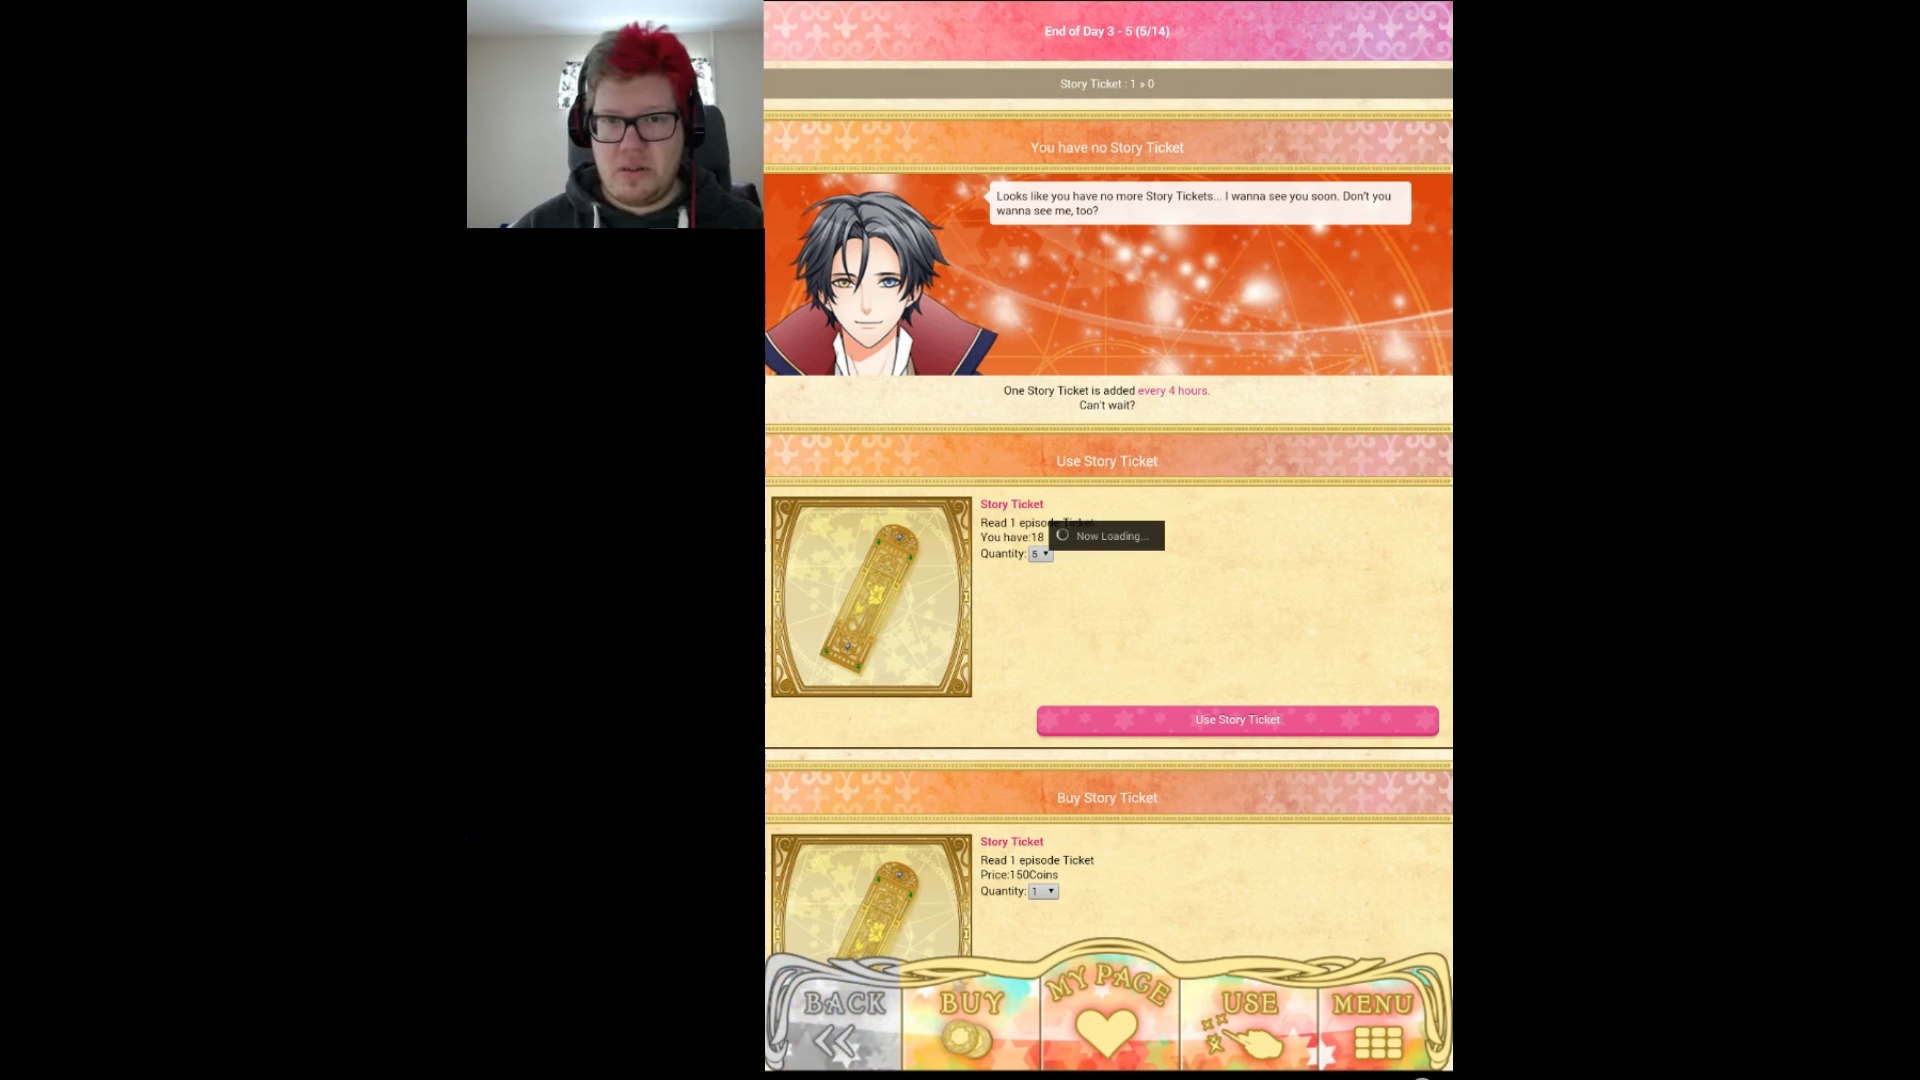 End of Day 3 - 5 (5/14)
Story Ticket : 1 » 0
You have no Story Ticket
Looks like you have no more Story Tickets... I wanna see you soon. Don't you
wanna see me, too?
One Story Ticket is added every 4 hours.
Can't wait?
Use Story Ticket
Story Ticket
Read 1 episode Ticket
You have:18
Now Loading...
Quantity: 5
Use Story Ticket
Buy Story Ticket
Story Ticket
Read 1 episode Ticket
Price:150Coins
Quantity: 1
BACK
BUY
MY PAGE
USE
MENU